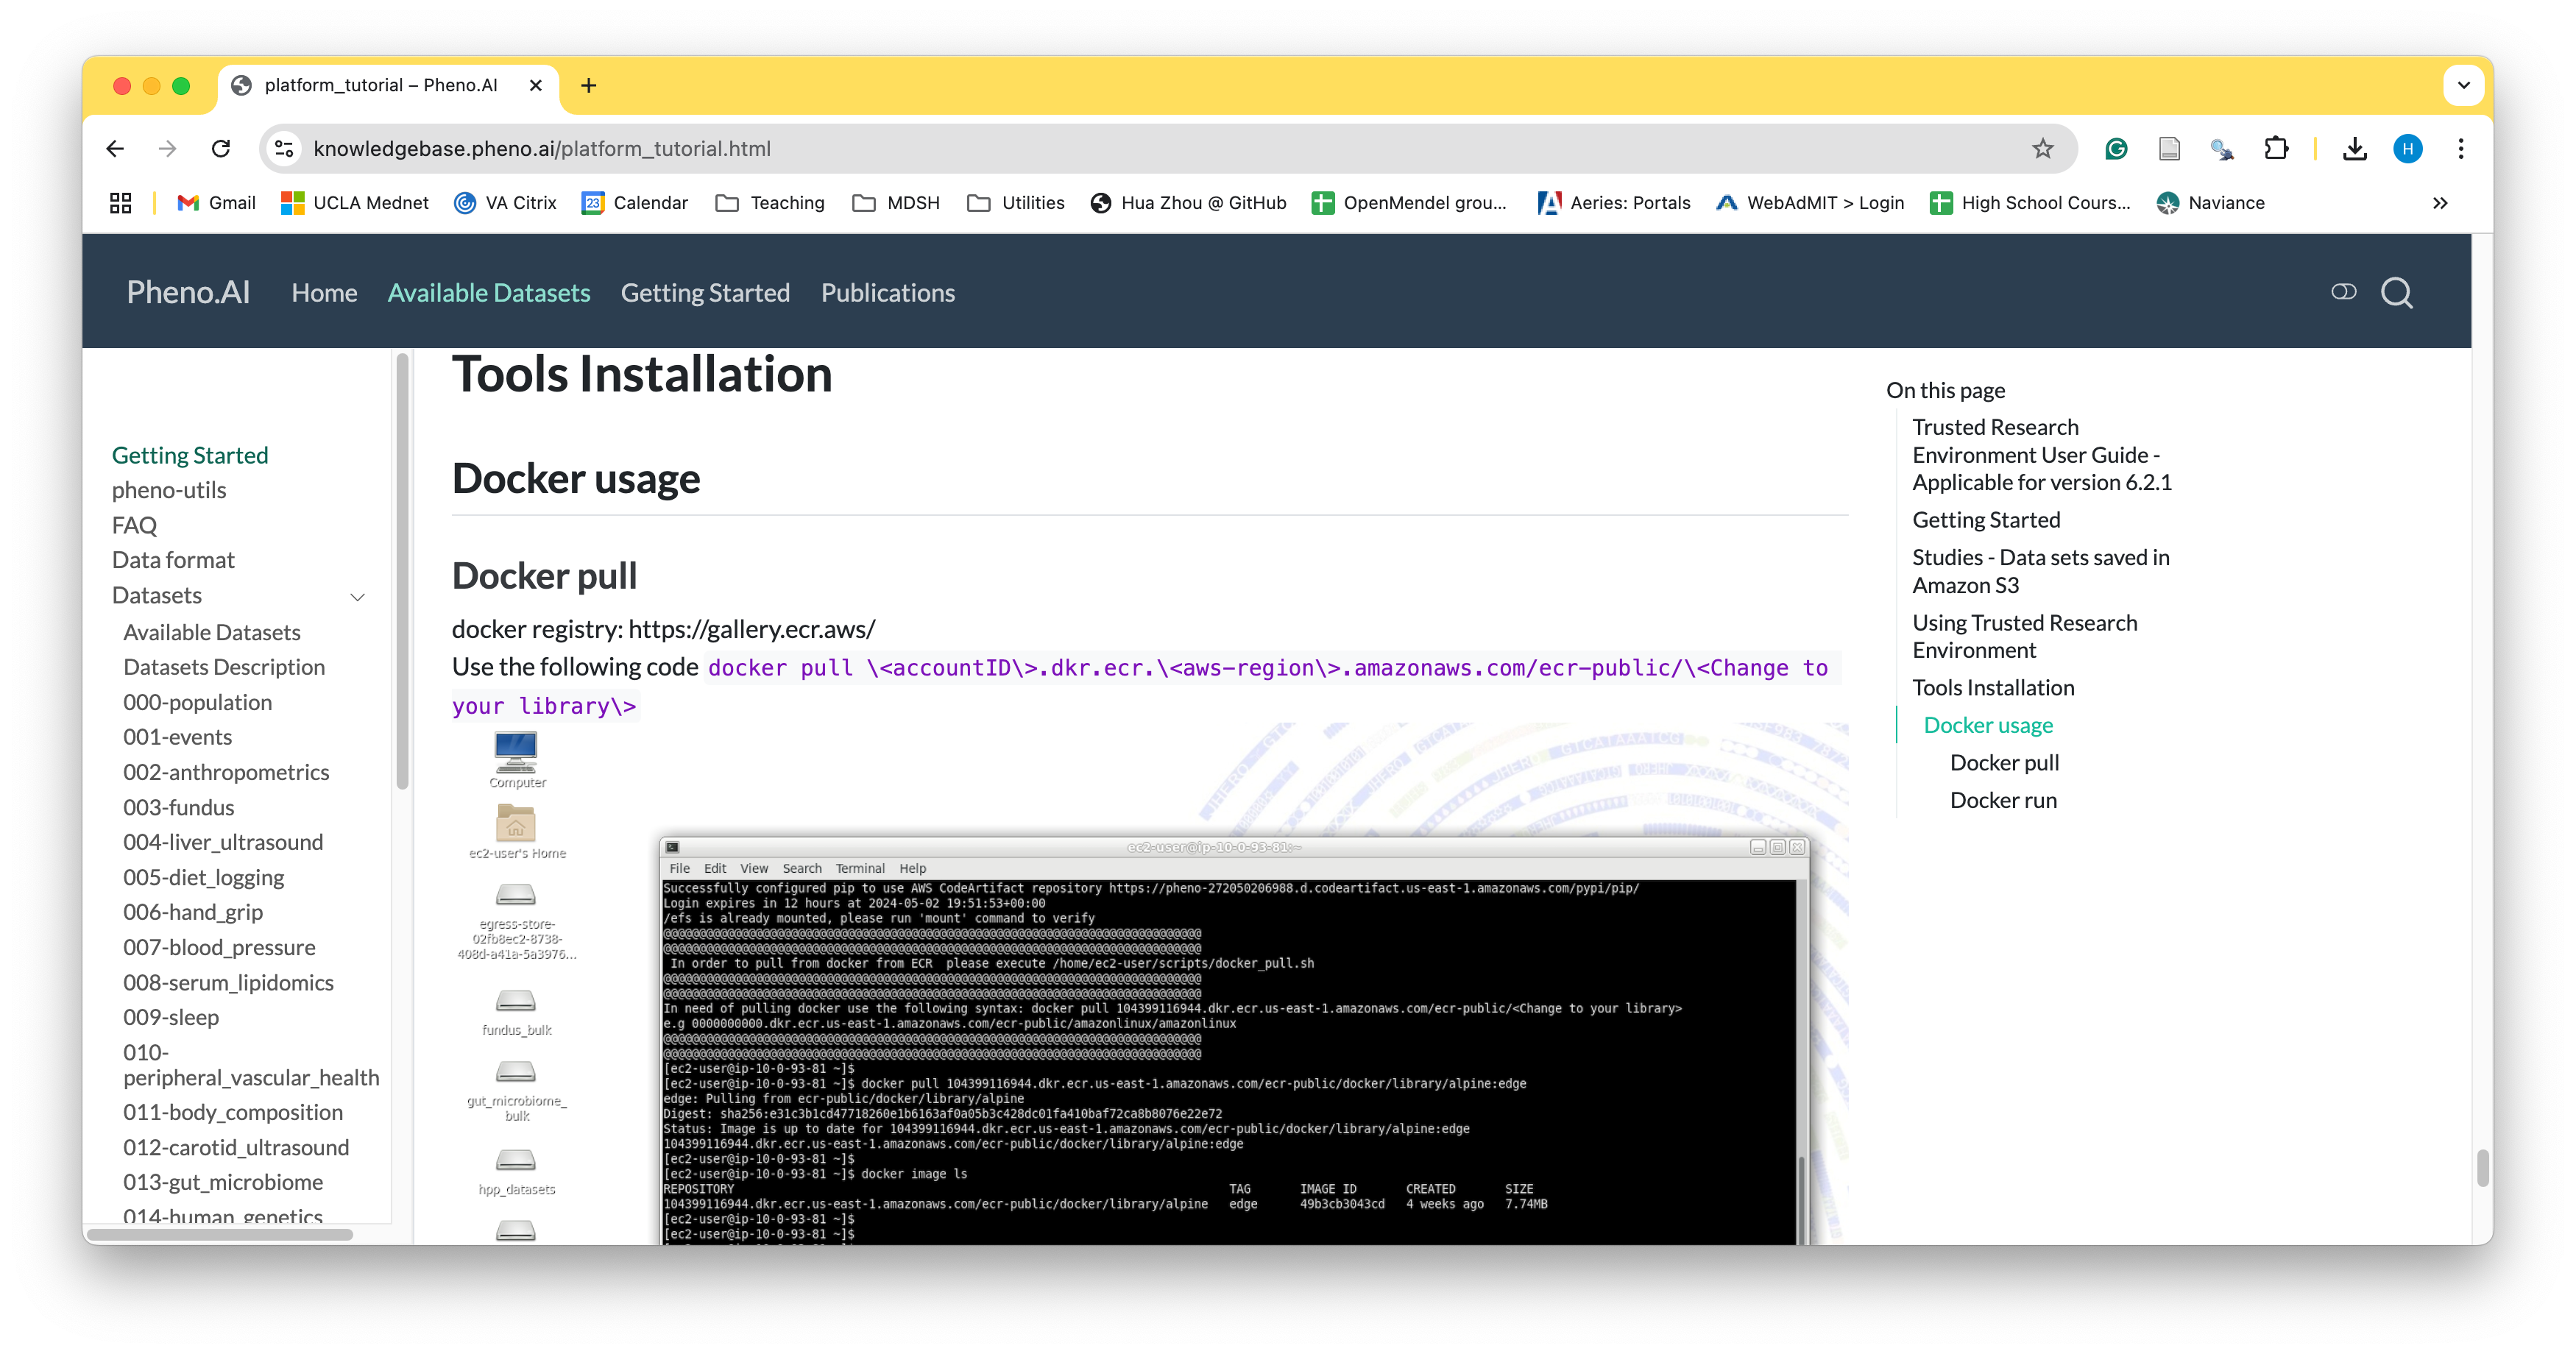 platform_tutorial – Pheno.AI
knowledgebase.pheno.ai/platform_tutorial.html
H
Gmail
UCLA Mednet
VA Citrix
23 Calendar
Teaching
MDSH
Utilities
Hua Zhou @ GitHub
OpenMendel grou...
Aeries: Portals
WebAdMIT > Login
High School Cours...
Naviance
Pheno.AI
Home
Available Datasets
Getting Started
Publications
Getting Started
pheno-utils
FAQ
Data format
Datasets
Available Datasets
Datasets Description
000-population
001-events
002-anthropometrics
003-fundus
004-liver_ultrasound
005-diet_logging
006-hand_grip
007-blood_pressure
008-serum_lipidomics
009-sleep
010-
peripheral_vascular_health
011-body_composition
012-carotid_ultrasound
013-gut_microbiome
014-human_genetics
Tools Installation
Docker usage
Docker pull
docker registry: https://gallery.ecr.aws/
Use the following code docker pull \<accountID\>.dkr.ecr.\<aws-region\>.amazonaws.com/ecr-public/\<Change to
your library\>
Computer
ec2-user's Home
egress-store-
02fb8ec2-8738-
408d-a41a-5a3976...
fundus_bulk
gut_microbiome_
bulk
hpp_datasets
ec2-user@ip-10-0-93-81:~
File Edit View Search Terminal Help
Successfully configured pip to use AWS CodeArtifact repository https://pheno-272050206988.d.codeartifact.us-east-1.amazonaws.com/pypi/pip/
Login expires in 12 hours at 2024-05-02 19:51:53+00:00
/efs is already mounted, please run 'mount' command to verify
@@@@@@@@@@@@@@@@@@@@@@@@@@@@@@@@@@@@@@@@@@@@@@@@@@@@@@@@@@@@@@@@@@@@@@@@@@@@
@@@@@@@@@@@@@@@@@@@@@@@@@@@@@@@@@@@@@@@@@@@@@@@@@@@@@@@@@@@@@@@@@@@@@@@@@@@@
In order to pull from docker from ECR  please execute /home/ec2-user/scripts/docker_pull.sh
@@@@@@@@@@@@@@@@@@@@@@@@@@@@@@@@@@@@@@@@@@@@@@@@@@@@@@@@@@@@@@@@@@@@@@@@@@@@
@@@@@@@@@@@@@@@@@@@@@@@@@@@@@@@@@@@@@@@@@@@@@@@@@@@@@@@@@@@@@@@@@@@@@@@@@@@@
In need of pulling docker use the following syntax: docker pull 104399116944.dkr.ecr.us-east-1.amazonaws.com/ecr-public/<Change to your library>
e.g 0000000000.dkr.ecr.us-east-1.amazonaws.com/ecr-public/amazonlinux/amazonlinux
@@@@@@@@@@@@@@@@@@@@@@@@@@@@@@@@@@@@@@@@@@@@@@@@@@@@@@@@@@@@@@@@@@@@@@@@@@@@
@@@@@@@@@@@@@@@@@@@@@@@@@@@@@@@@@@@@@@@@@@@@@@@@@@@@@@@@@@@@@@@@@@@@@@@@@@@@
[ec2-user@ip-10-0-93-81 ~]$
[ec2-user@ip-10-0-93-81 ~]$ docker pull 104399116944.dkr.ecr.us-east-1.amazonaws.com/ecr-public/docker/library/alpine:edge
edge: Pulling from ecr-public/docker/library/alpine
Digest: sha256:e31c3b1cd47718260e1b6163af0a05b3c428dc01fa410baf72ca8b8076e22e72
Status: Image is up to date for 104399116944.dkr.ecr.us-east-1.amazonaws.com/ecr-public/docker/library/alpine:edge
104399116944.dkr.ecr.us-east-1.amazonaws.com/ecr-public/docker/library/alpine:edge
[ec2-user@ip-10-0-93-81 ~]$
[ec2-user@ip-10-0-93-81 ~]$ docker image ls
REPOSITORY TAG IMAGE ID CREATED SIZE
104399116944.dkr.ecr.us-east-1.amazonaws.com/ecr-public/docker/library/alpine edge 49b3cb3043cd 4 weeks ago 7.74MB
[ec2-user@ip-10-0-93-81 ~]$
[ec2-user@ip-10-0-93-81 ~]$
On this page
Trusted Research
Environment User Guide -
Applicable for version 6.2.1
Getting Started
Studies - Data sets saved in
Amazon S3
Using Trusted Research
Environment
Tools Installation
Docker usage
Docker pull
Docker run